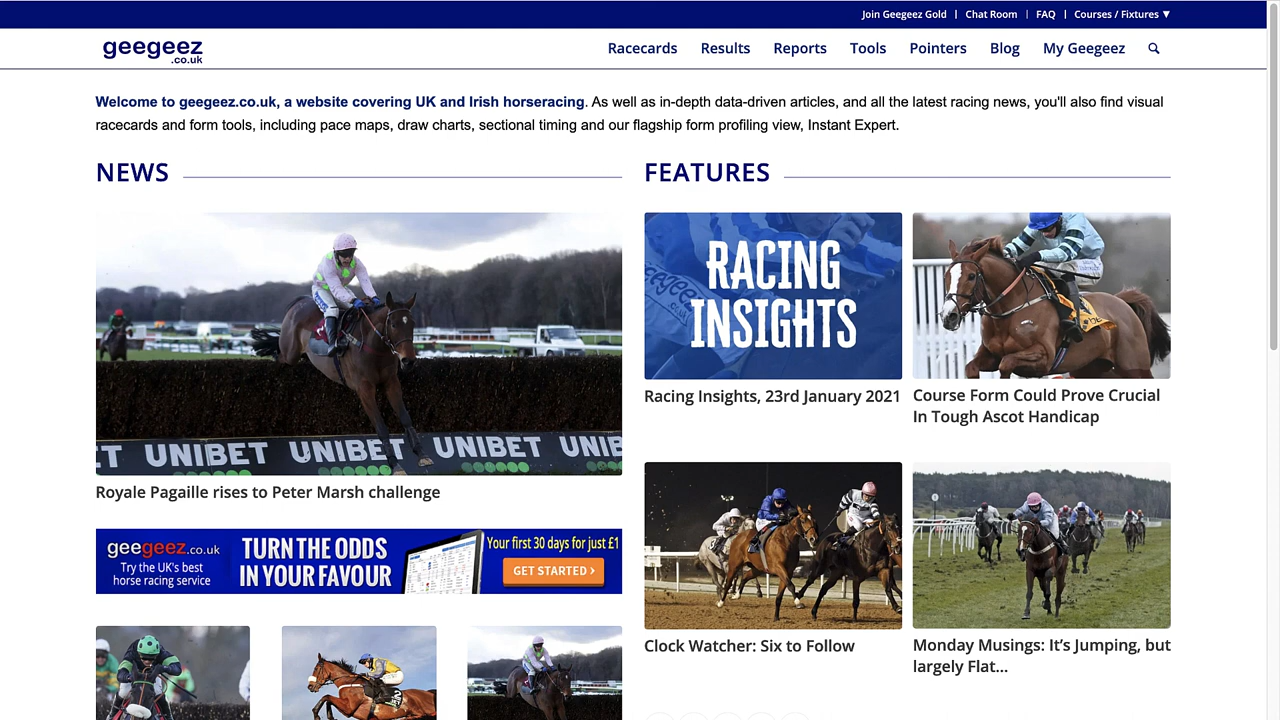 Join Geegeez Gold | Chat Room | FAQ | Courses / Fixtures ▼
geegeez
.co.uk
Racecards Results Reports Tools Pointers Blog My Geegeez
Welcome to geegeez.co.uk, a website covering UK and Irish horseracing. As well as in-depth data-driven articles, and all the latest racing news, you'll also find visual
racecards and form tools, including pace maps, draw charts, sectional timing and our flagship form profiling view, Instant Expert.
NEWS
UNIBET UNIBET UNIBET UNIB
Royale Pagaille rises to Peter Marsh challenge
geegeez.co.uk
Try the UK's best
horse racing service
TURN THE ODDS
IN YOUR FAVOUR
Your first 30 days for just £1
GET STARTED >
FEATURES
RACING
INSIGHTS
Racing Insights, 23rd January 2021
Course Form Could Prove Crucial
In Tough Ascot Handicap
Clock Watcher: Six to Follow
Monday Musings: It’s Jumping, but
largely Flat...